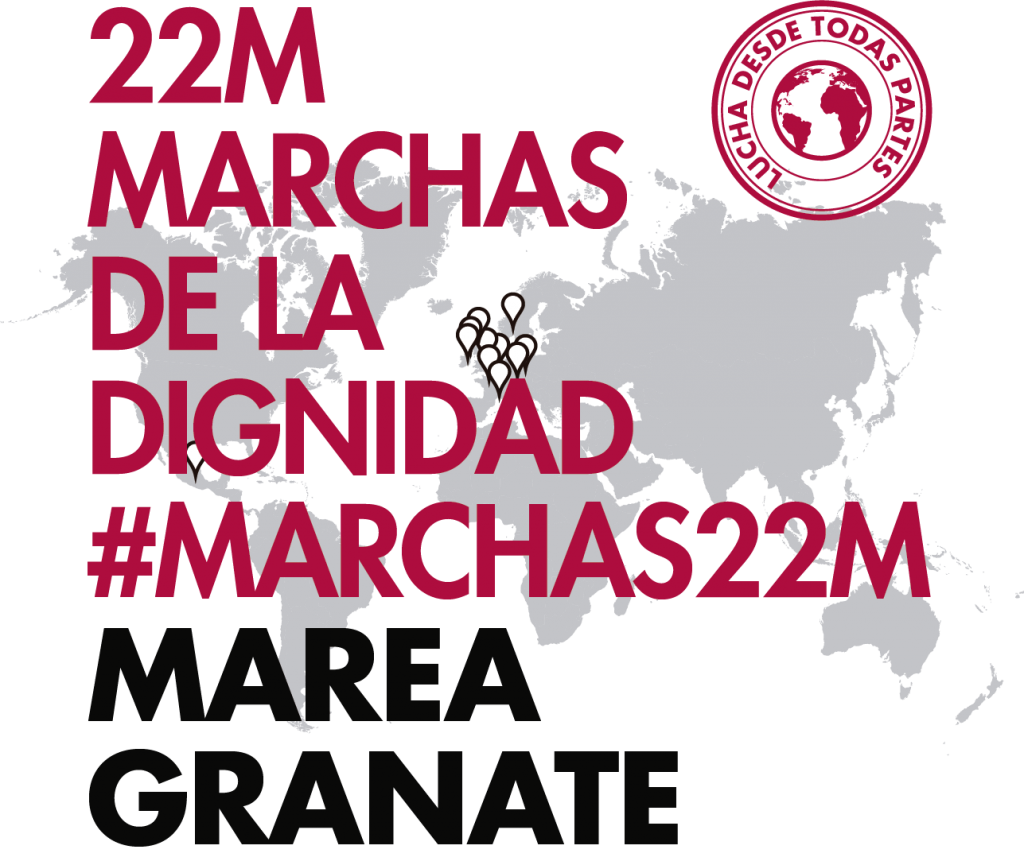 22M
MARCHAS
DE LA
DIGNIDAD
#MARCHAS22M
MAREA
GRANATE
LUCHA DESDE TODAS PARTES